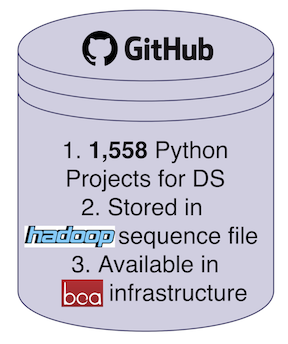 GitHub
1. 1,558 Python
Projects for DS
2. Stored in
hadoop sequence file
3. Available in
boa infrastructure